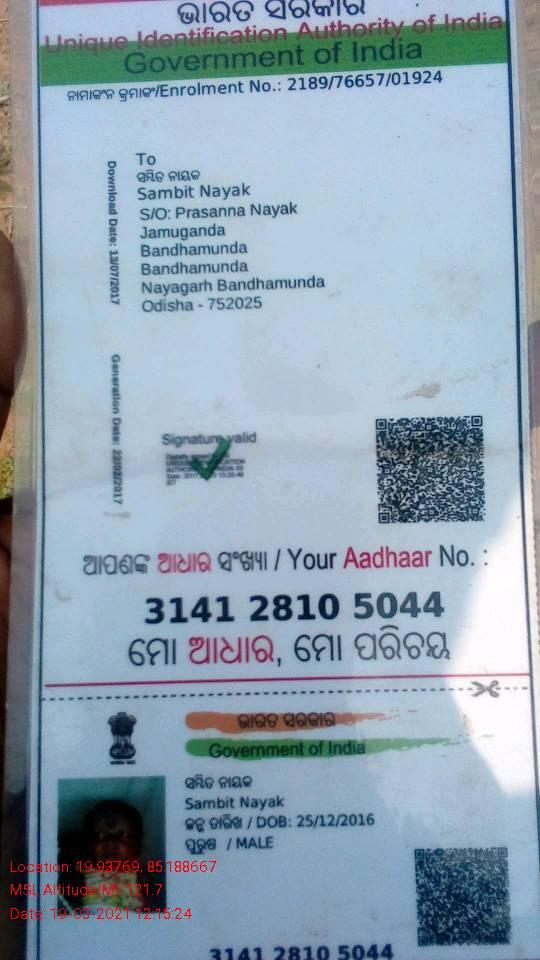 ଭାରତ ସରକାର
Unique Identification Authority of India
Government of India
ନାମାଙ୍କନ କ୍ରମାଙ୍କ/Enrolment No.: 2189/76657/01924
Download Date: 13/07/2017
To
ସମ୍ବିତ ନାୟକ
Sambit Nayak
S/O: Prasanna Nayak
Jamuganda
Bandhamunda
Bandhamunda
Nayagarh Bandhamunda
Odisha - 752025
Generation Date: 22/02/2017
Signature valid
ଆପଣଙ୍କ ଆଧାର ସଂଖ୍ୟା / Your Aadhaar No. :
3141 2810 5044
ମୋ ଆଧାର, ମୋ ପରିଚୟ
ଭାରତ ସରକାର
Government of India
ସମ୍ବିତ ନାୟକ
Sambit Nayak
ଜନ୍ମ ତାରିଖ / DOB: 25/12/2016
ପୁରୁଷ / MALE
Location: 19.93769, 85.188667
MSL Altitude(M): 121.7
Date: 19-03-2021 12:15:24
3141 2810 5044